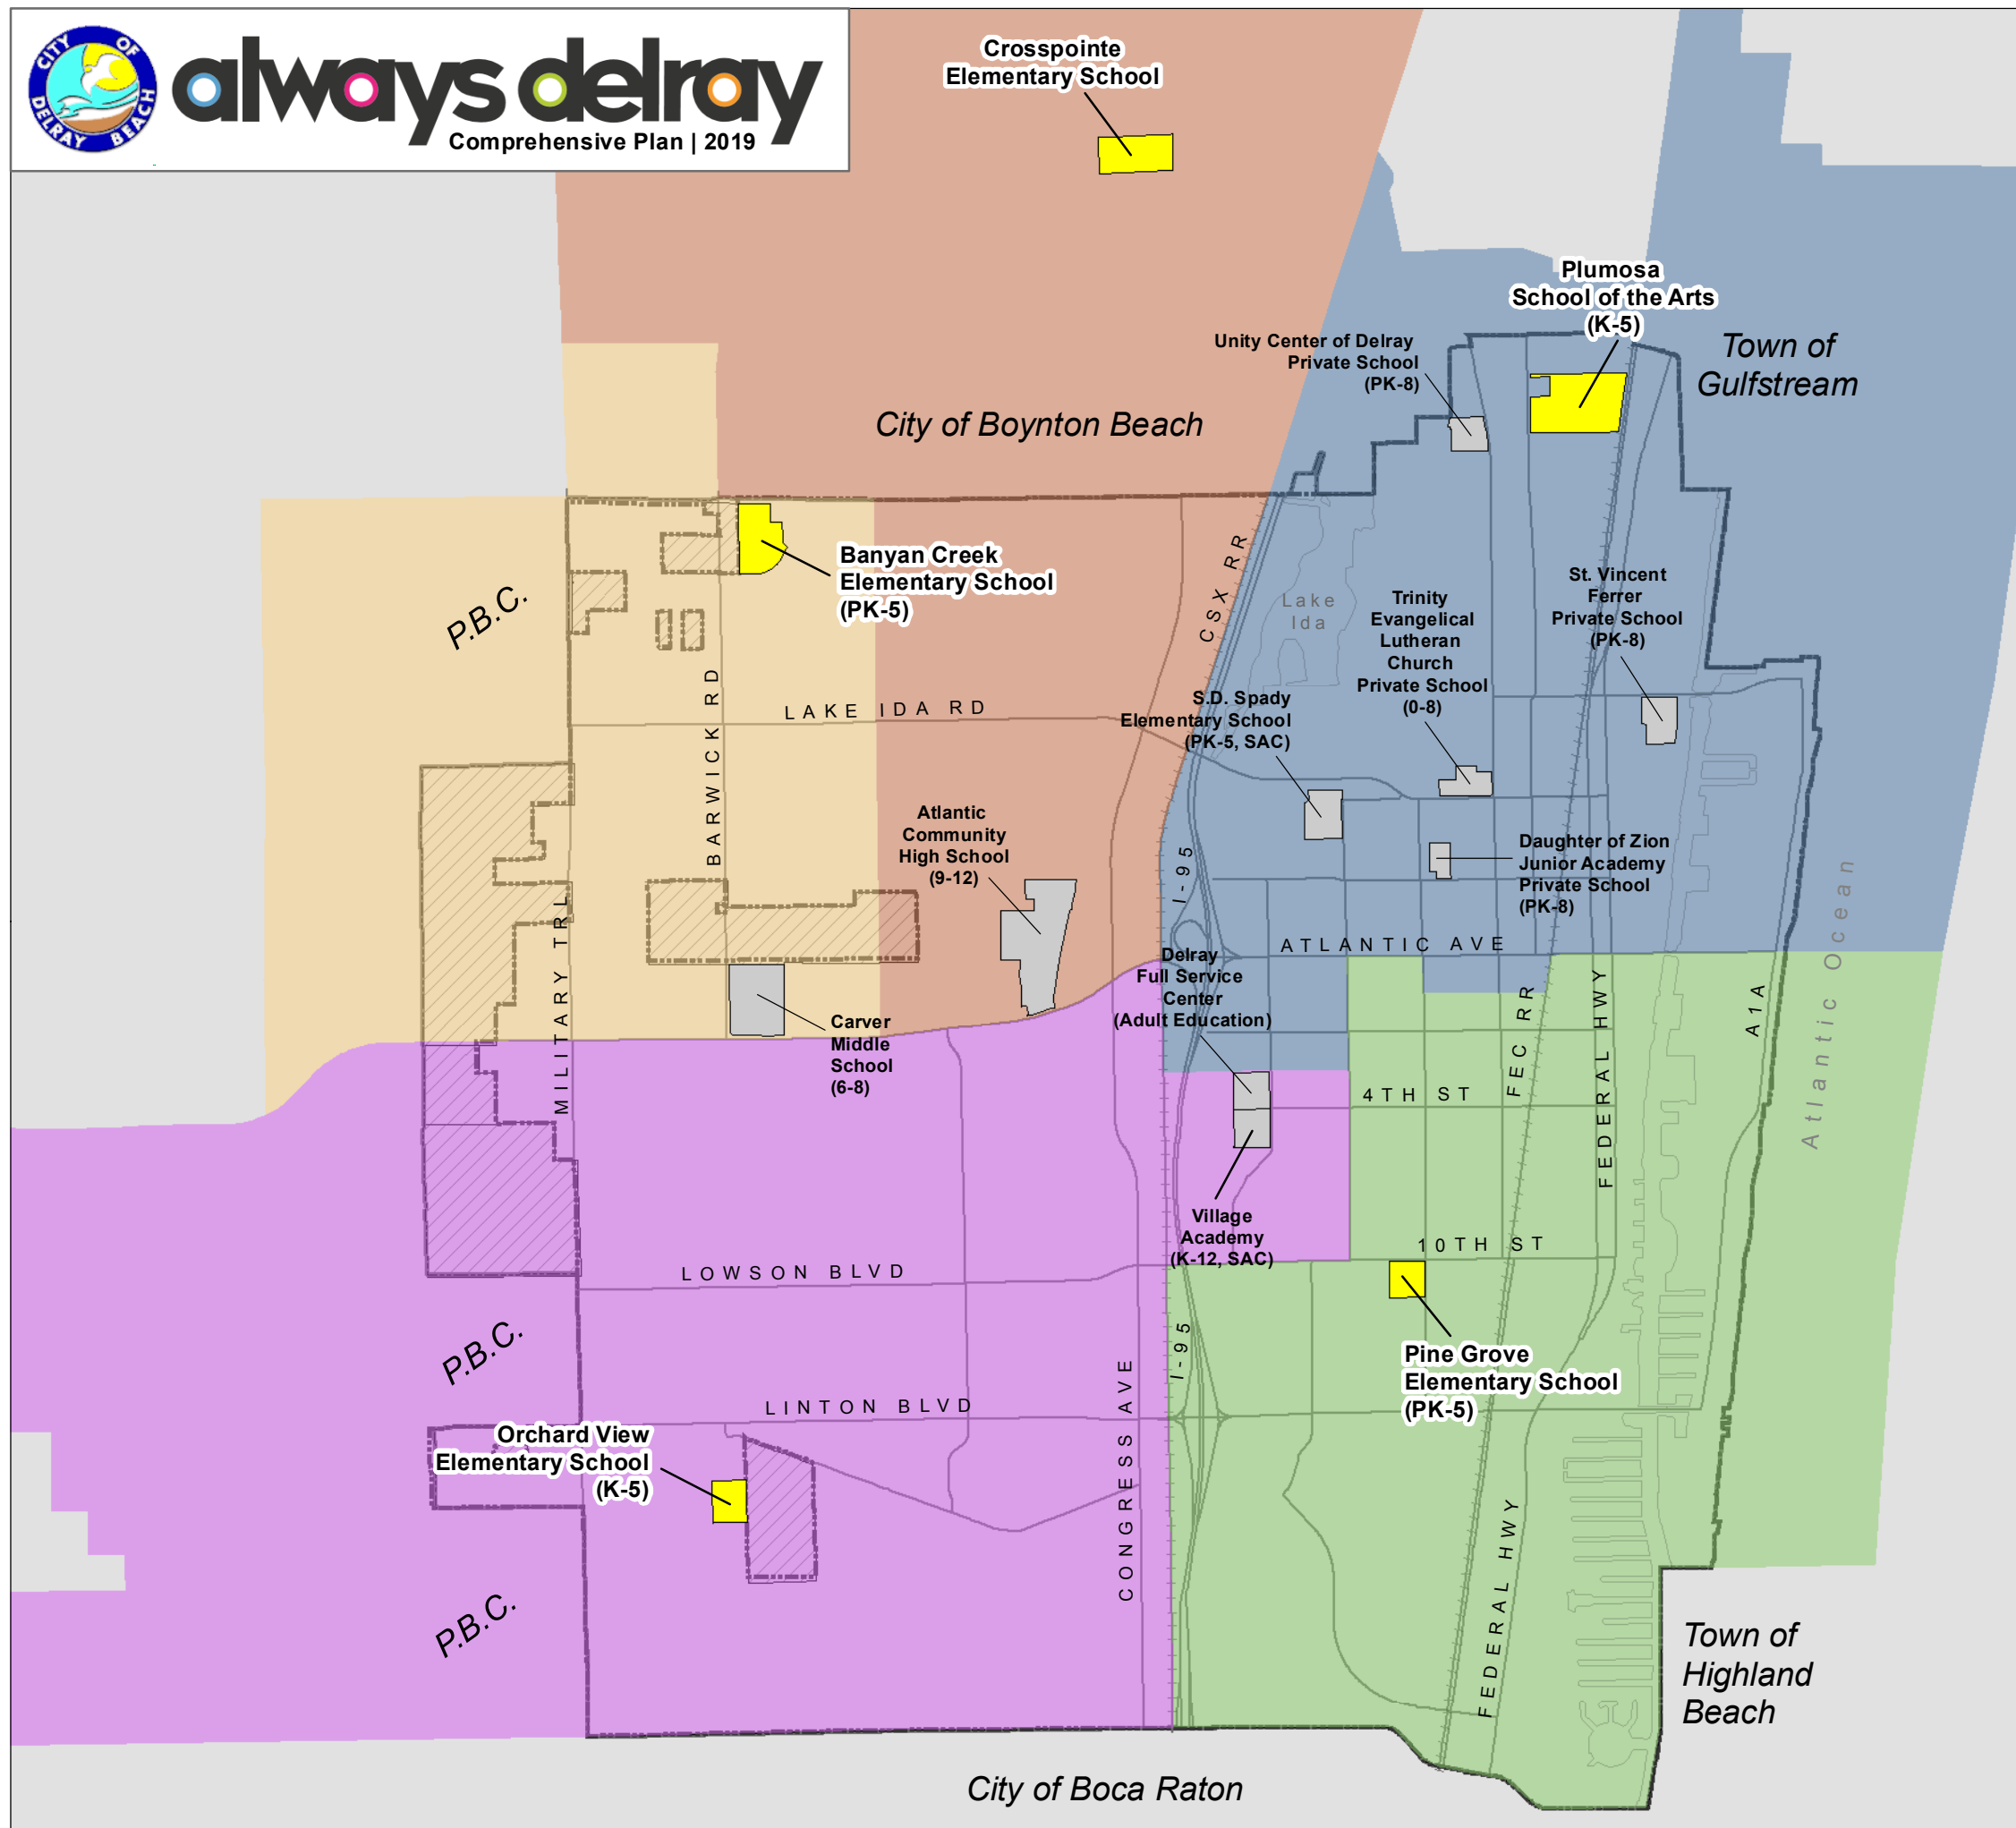 CITY OF
DELRAY BEACH
always delray
Comprehensive Plan | 2019
Crosspointe
Elementary School
Plumosa
School of the Arts
(K-5)
Unity Center of Delray
Private School
(PK-8)
Town of
Gulfstream
City of Boynton Beach
Banyan Creek
Elementary School
(PK-5)
P.B.C.
CSX RR
Lake
Ida
St. Vincent
Ferrer
Private School
(PK-8)
Trinity
Evangelical
Lutheran
Church
Private School
(0-8)
S.D. Spady
Elementary School
(PK-5, SAC)
LAKE IDA RD
BARWICK RD
Atlantic
Community
High School
(9-12)
I-95
Daughter of Zion
Junior Academy
Private School
(PK-8)
ATLANTIC AVE
Delray
Full Service
Center
(Adult Education)
MILITARY TRL
Carver
Middle
School
(6-8)
FEC RR
FEDERAL HWY
A1A
Atlantic Ocean
4TH ST
Village
Academy
(K-12, SAC)
10TH ST
LOWSON BLVD
P.B.C.
I-95
Pine Grove
Elementary School
(PK-5)
LINTON BLVD
CONGRESS AVE
Orchard View
Elementary School
(K-5)
FEDERAL HWY
P.B.C.
Town of
Highland
Beach
City of Boca Raton